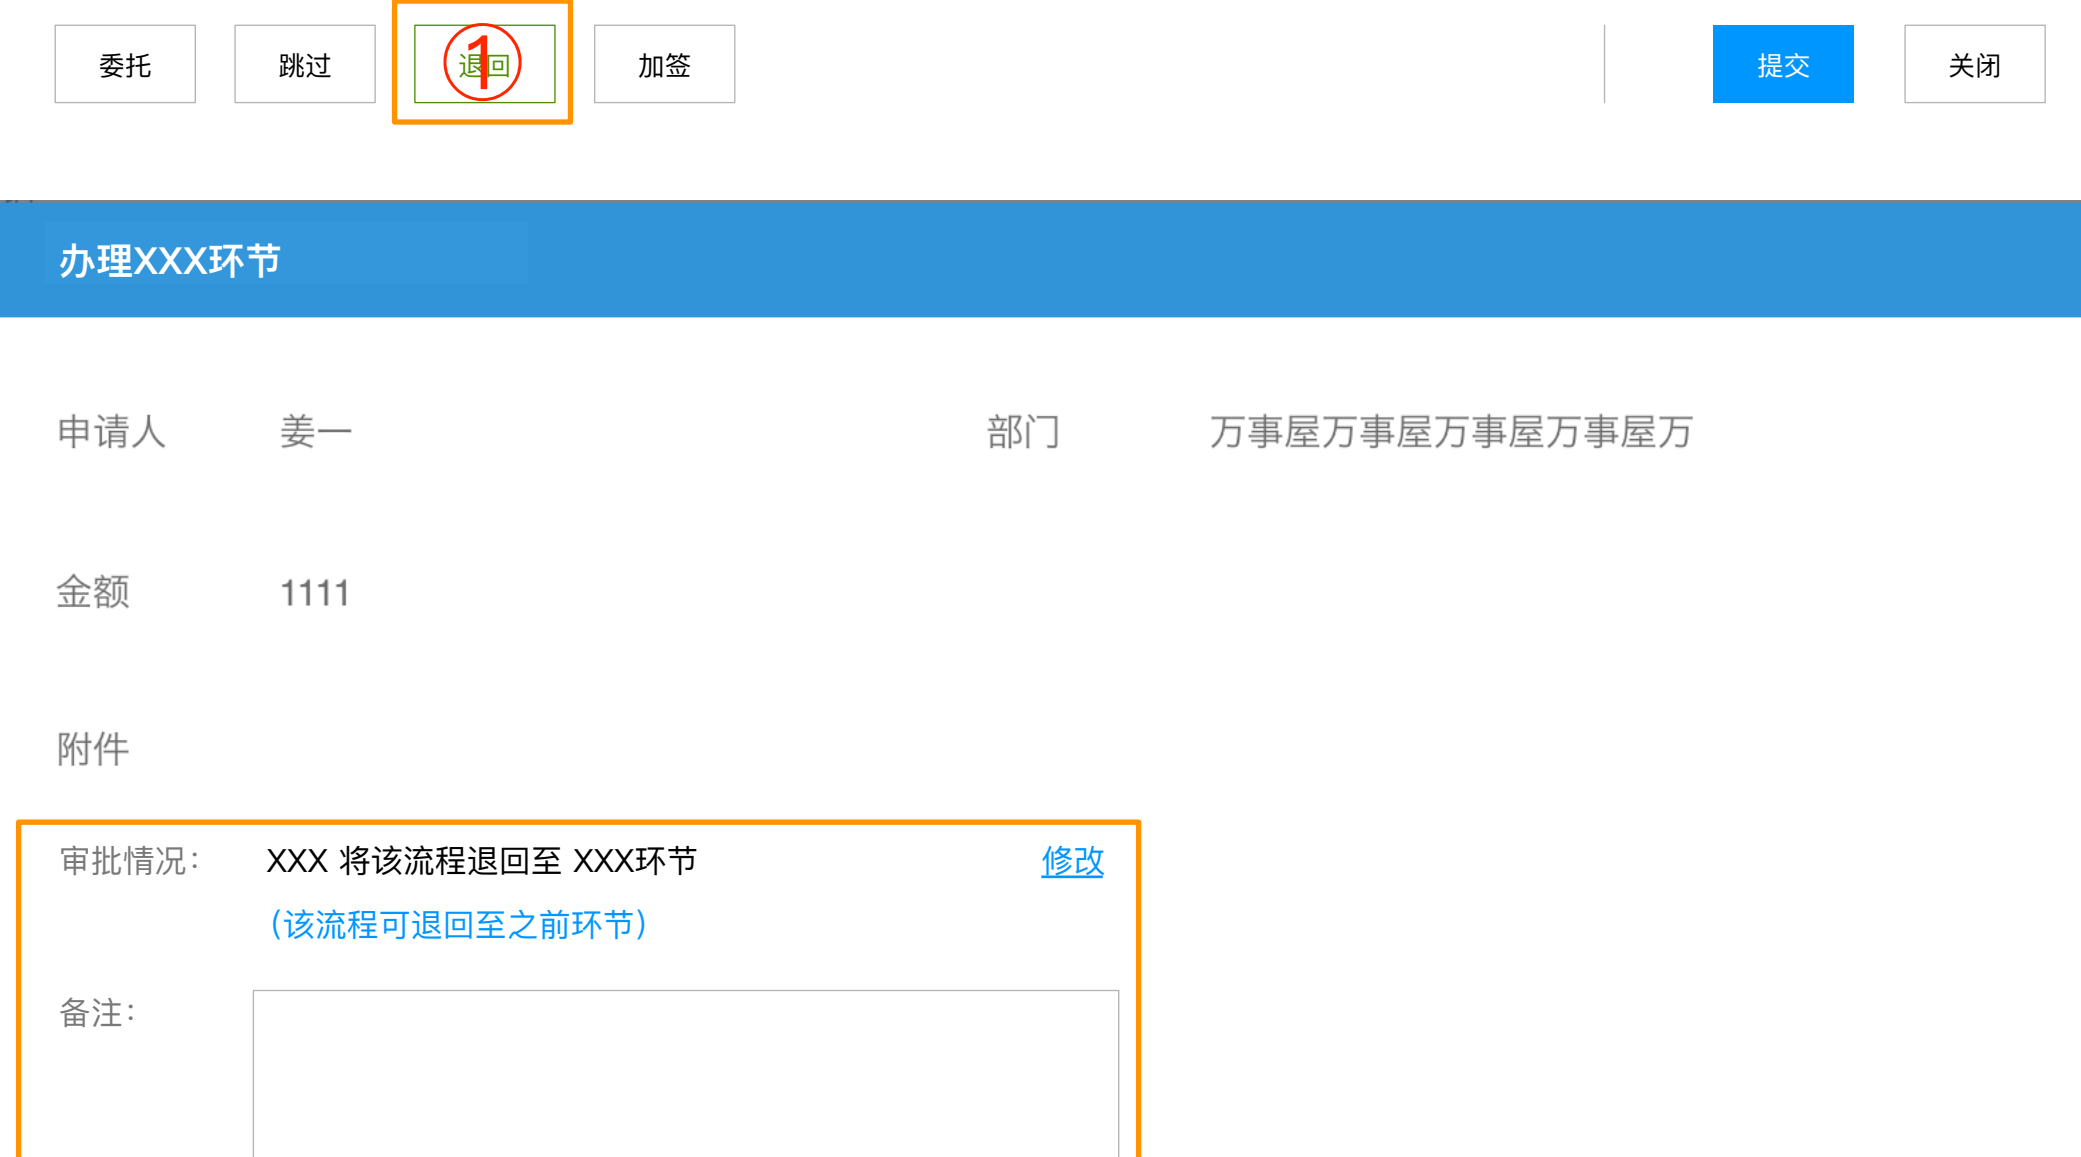 委托 跳过 退回 加签 提交 关闭
①
办理XXX环节
申请人 姜一 部门 万事屋万事屋万事屋万事屋万
金额 1111
附件
审批情况： XXX 将该流程退回至 XXX环节 修改
（该流程可退回至之前环节）
备注：